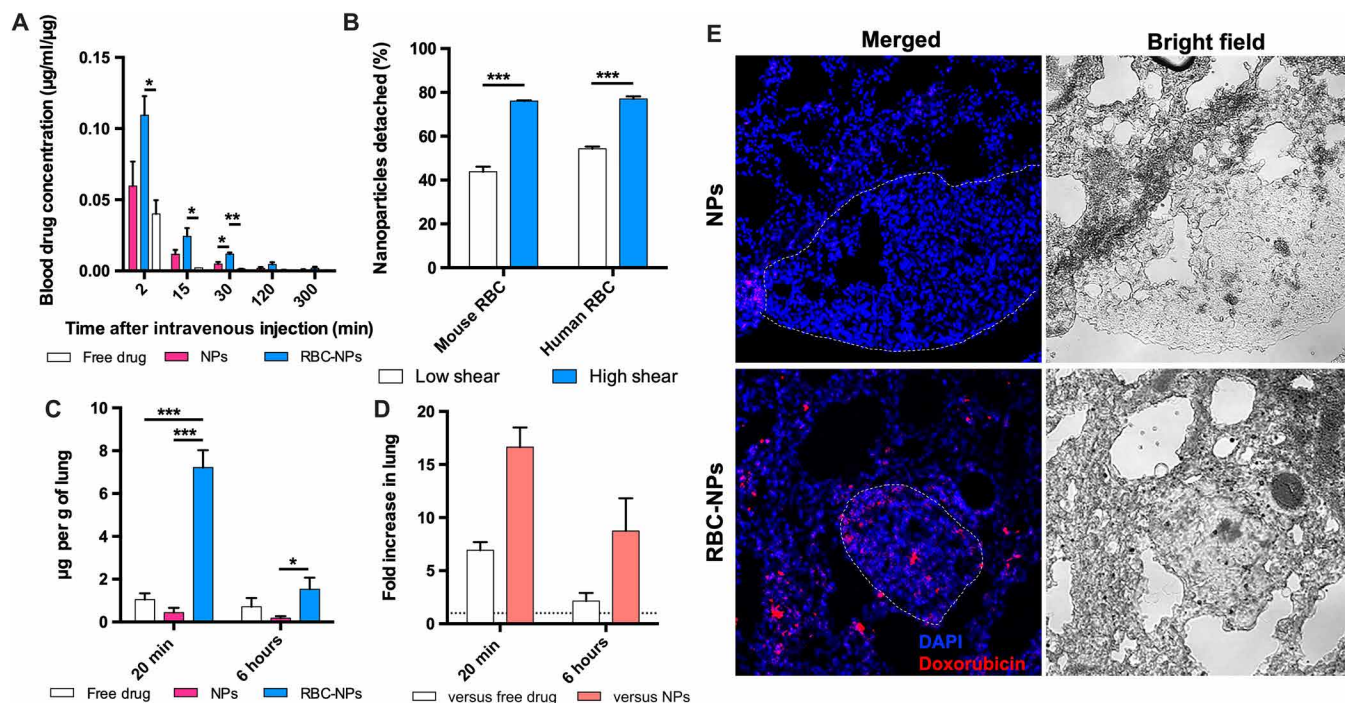 A
Blood drug concentration (µg/ml/µg)
0.15
0.10
0.05
0.00
*
*
*
**
2
15
30
120
300
Time after intravenous injection (min)
Free drug
NPs
RBC-NPs
B
Nanoparticles detached (%)
100
80
60
40
20
0
***
***
Mouse RBC
Human RBC
Low shear
High shear
C
µg per g of lung
10
8
6
4
2
0
***
***
*
20 min
6 hours
Free drug
NPs
RBC-NPs
D
Fold increase in lung
20
15
10
5
0
20 min
6 hours
versus free drug
versus NPs
E
Merged
Bright field
NPs
RBC-NPs
DAPI
Doxorubicin